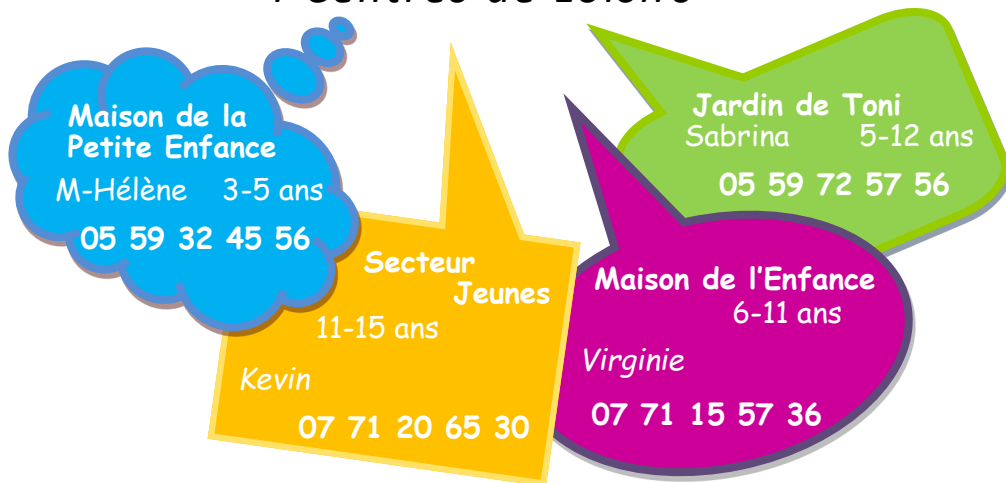 Centres de
Maison de la
Petite Enfance
M-Hélène 3-5 ans
05 59 32 45 56
Secteur
Jeunes
11-15 ans
Kevin
07 71 20 65 30
Jardin de Toni
Sabrina 5-12 ans
05 59 72 57 56
Maison de l'Enfance
6-11 ans
Virginie
07 71 15 57 36